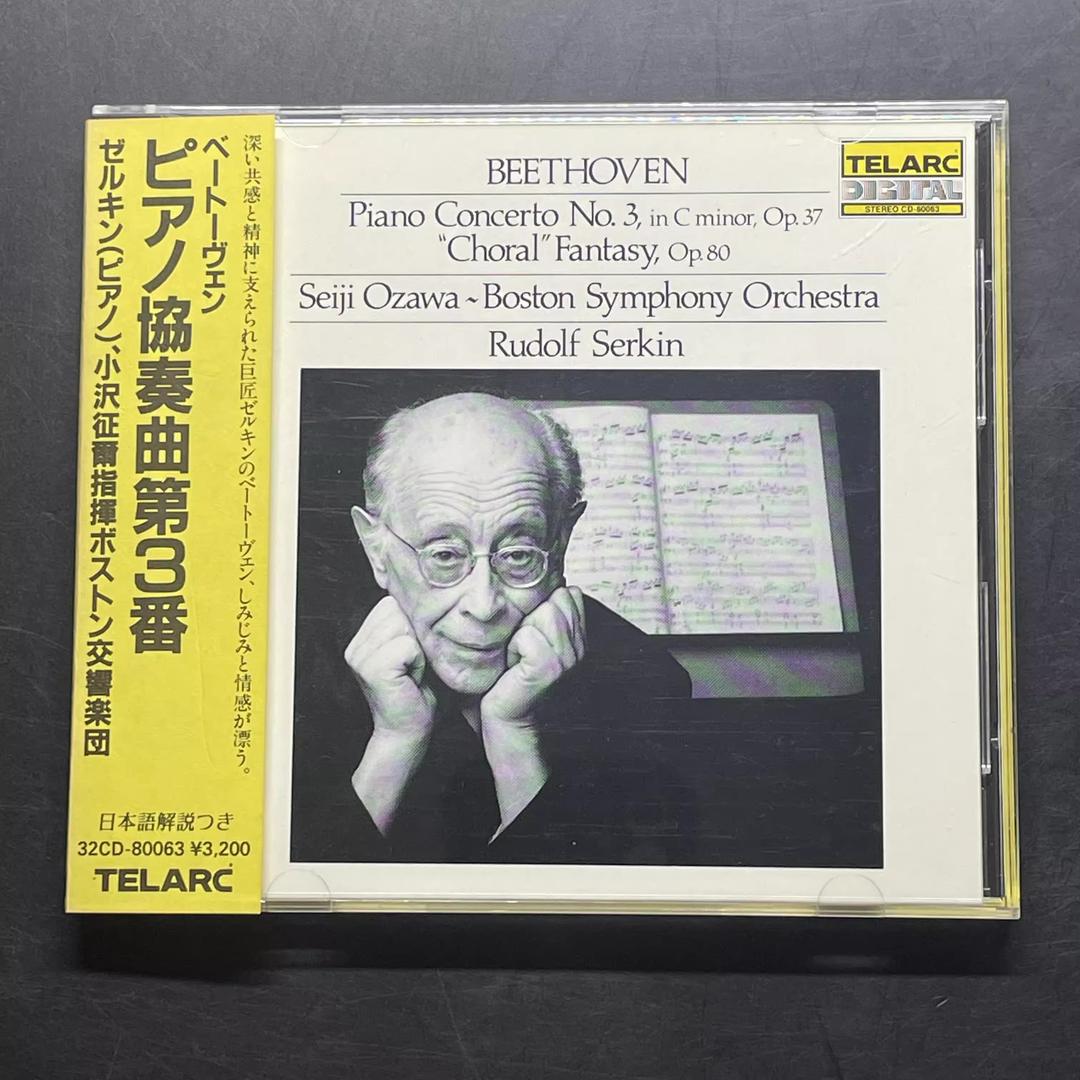 深い共感と精神に支えられた巨匠ゼルキンのベートーヴェン、しみじみと情感が漂う。
ベートーヴェン
ピアノ協奏曲第3番
ゼルキン(ピアノ)、小沢征爾指揮ボストン交響楽団
日本語解説つき
32CD-80063 ¥3,200
TELARC
BEETHOVEN
Piano Concerto No. 3, in C minor, Op. 37
“Choral” Fantasy, Op. 80
Seiji Ozawa ~ Boston Symphony Orchestra
Rudolf Serkin
TELARC
DIGITAL
STEREO CD-80063